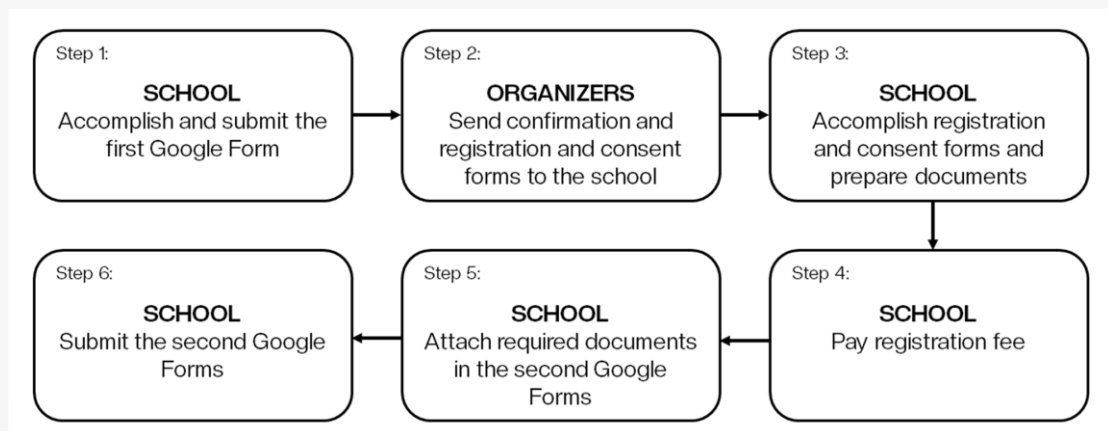 Step 1:
SCHOOL
Accomplish and submit the
first Google Form
Step 2:
ORGANIZERS
Send confirmation and
registration and consent
forms to the school
Step 3:
SCHOOL
Accomplish registration
and consent forms and
prepare documents
Step 4:
SCHOOL
Pay registration fee
Step 5:
SCHOOL
Attach required documents
in the second Google
Forms
Step 6:
SCHOOL
Submit the second Google
Forms